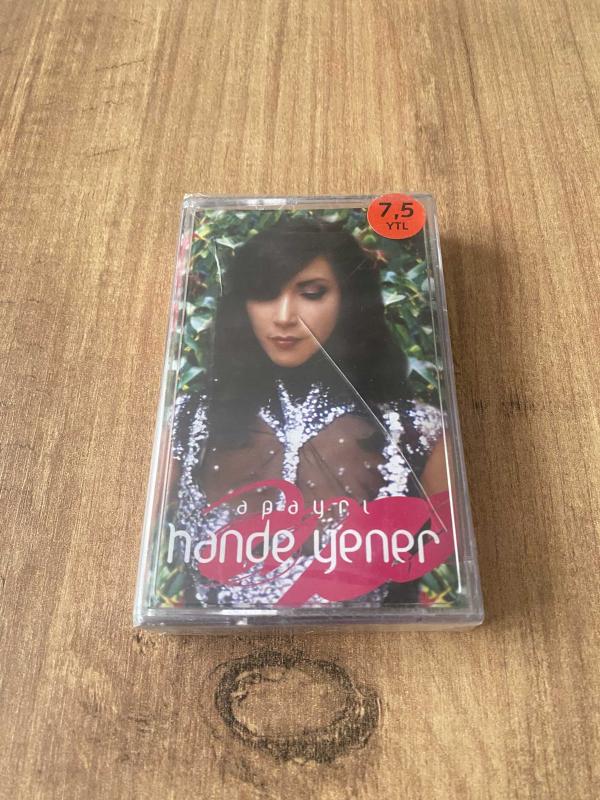 7,5
YTL
apayrı
hande yener